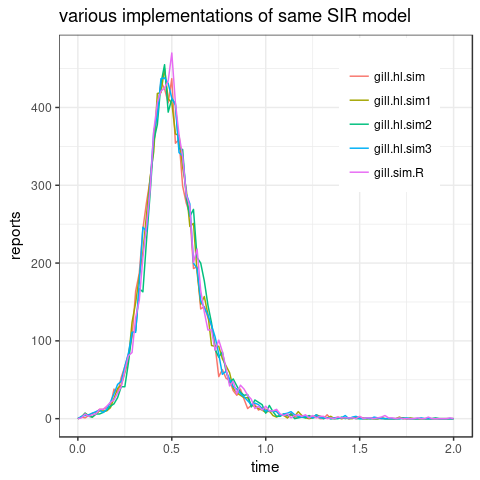 various implementations of same SIR model
gill.hl.sim
gill.hl.sim1
gill.hl.sim2
gill.hl.sim3
gill.sim.R
reports
400
300
200
100
0
0.0 0.5 1.0 1.5 2.0
time